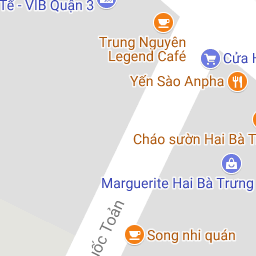 Tế - VIB Quận 3
Trung Nguyên
Legend Café
Cửa H
Yến Sào Anpha
Cháo sườn Hai Bà T
Marguerite Hai Bà Trưng
uốc Toản
Song nhi quán